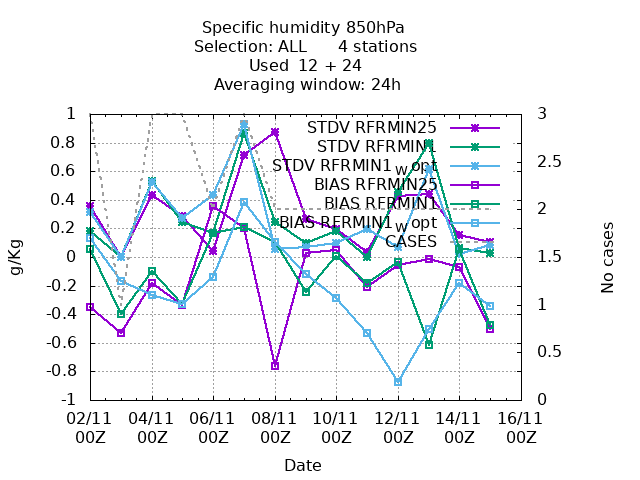 Specific humidity 850hPa
Selection: ALL 4 stations
Used 12 + 24
Averaging window: 24h
STDV RFRMIN25
STDV RFRMIN1
STDV RFRMIN1_w_opt
BIAS RFRMIN25
BIAS RFRMIN1
BIAS RFRMIN1_w_opt
CASES
g/Kg
1
0.8
0.6
0.4
0.2
0
-0.2
-0.4
-0.6
-0.8
-1
3
2.5
2
1.5
1
0.5
0
No cases
02/11 04/11 06/11 08/11 10/11 12/11 14/11 16/11
00Z 00Z 00Z 00Z 00Z 00Z 00Z 00Z
Date